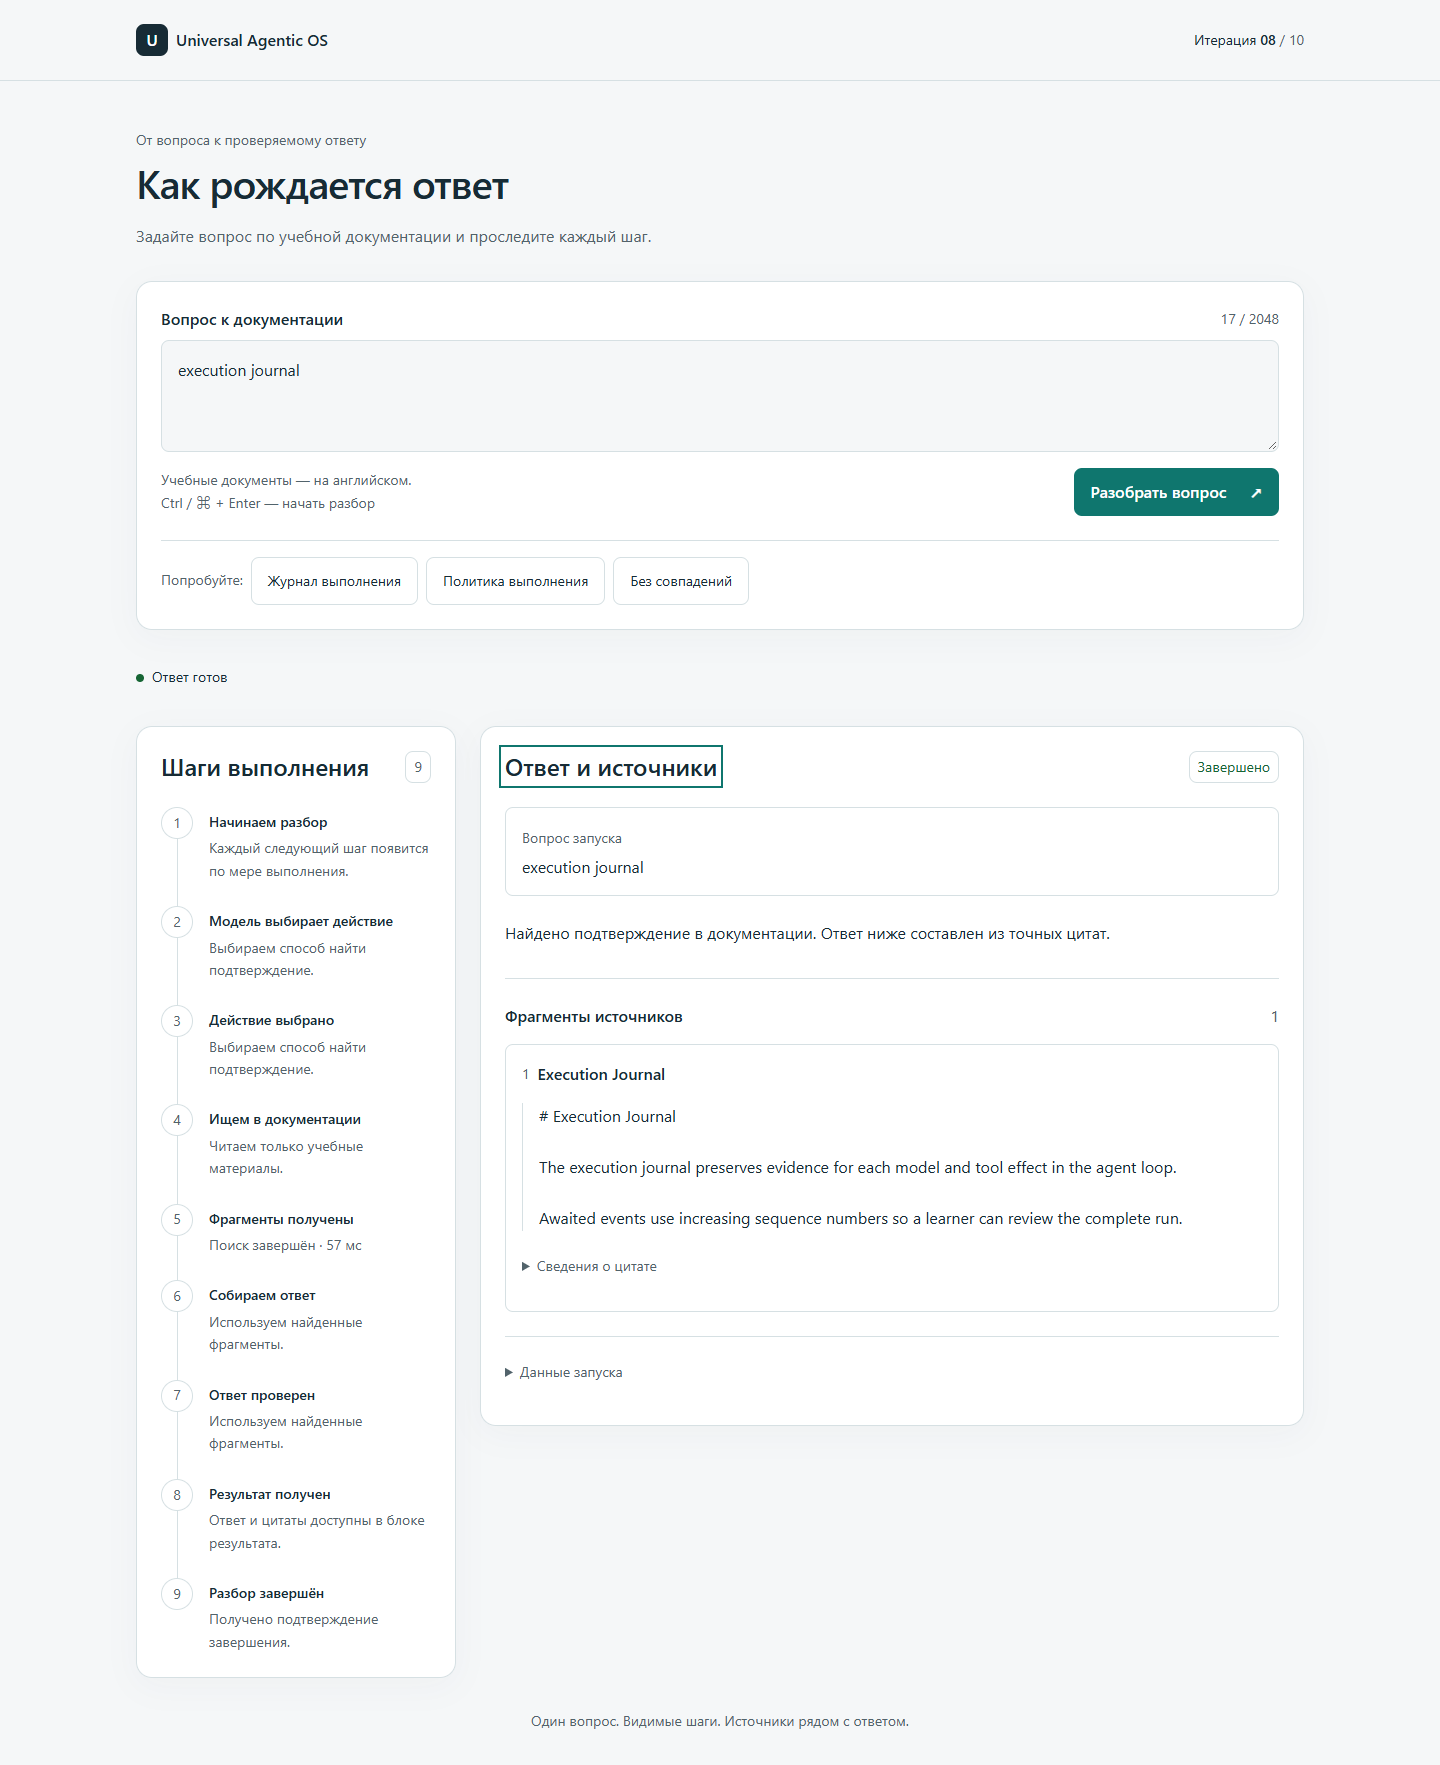 U Universal Agentic OS
Итерация 08 / 10
От вопроса к проверяемому ответу
Как рождается ответ
Задайте вопрос по учебной документации и проследите каждый шаг.
Вопрос к документации
17 / 2048
execution journal
Учебные документы — на английском.
Ctrl / ⌘ + Enter — начать разбор
Разобрать вопрос ↗
Попробуйте: Журнал выполнения Политика выполнения Без совпадений
Ответ готов
Шаги выполнения 9
1 Начинаем разбор
Каждый следующий шаг появится
по мере выполнения.
2 Модель выбирает действие
Выбираем способ найти
подтверждение.
3 Действие выбрано
Выбираем способ найти
подтверждение.
4 Ищем в документации
Читаем только учебные
материалы.
5 Фрагменты получены
Поиск завершён · 57 мс
6 Собираем ответ
Используем найденные
фрагменты.
7 Ответ проверен
Используем найденные
фрагменты.
8 Результат получен
Ответ и цитаты доступны в блоке
результата.
9 Разбор завершён
Получено подтверждение
завершения.
Ответ и источники
Завершено
Вопрос запуска
execution journal
Найдено подтверждение в документации. Ответ ниже составлен из точных цитат.
Фрагменты источников 1
1 Execution Journal
# Execution Journal
The execution journal preserves evidence for each model and tool effect in the agent loop.
Awaited events use increasing sequence numbers so a learner can review the complete run.
▶ Сведения о цитате
▶ Данные запуска
Один вопрос. Видимые шаги. Источники рядом с ответом.